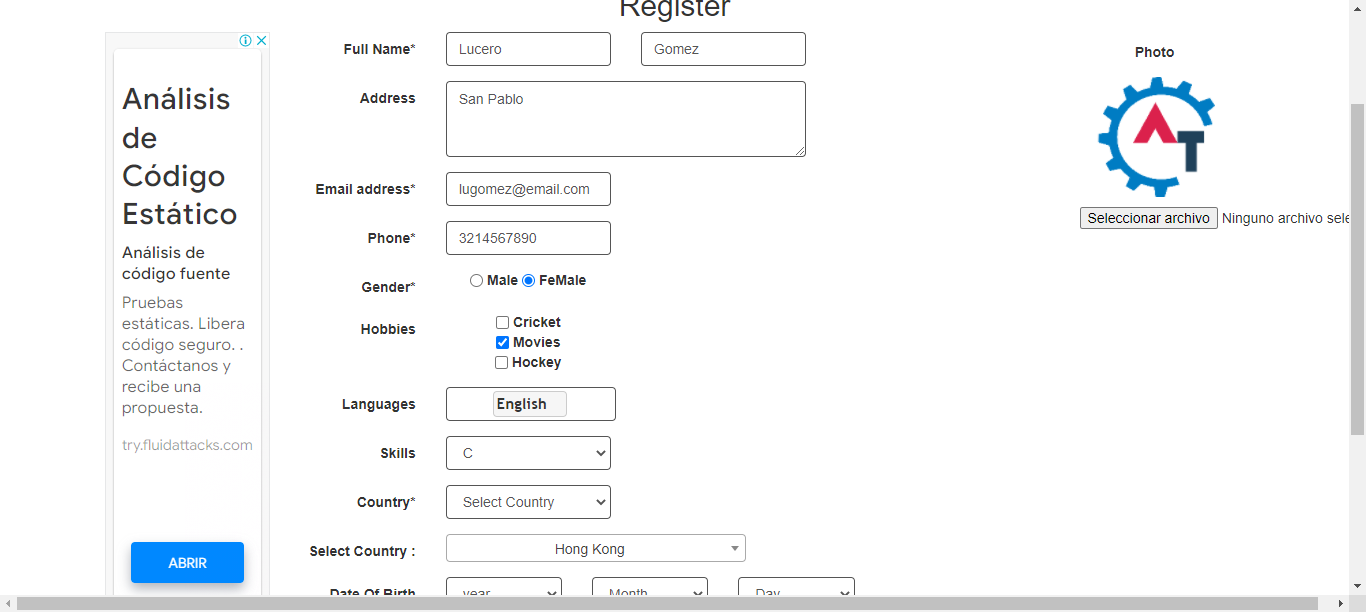 Register
Análisis
de
Código
Estático
Análisis de
código fuente
Pruebas
estáticas. Libera
código seguro. .
Contáctanos y
recibe una
propuesta.
try.fluidattacks.com
ABRIR
Full Name* Lucero Gomez
Address San Pablo
Email address* lugomez@email.com
Phone* 3214567890
Gender* Male FeMale
Hobbies Cricket
Movies
Hockey
Languages English
Skills C
Country* Select Country
Select Country : Hong Kong
Date Of Birth year Month Day
Photo
AT
Seleccionar archivo Ninguno archivo sele